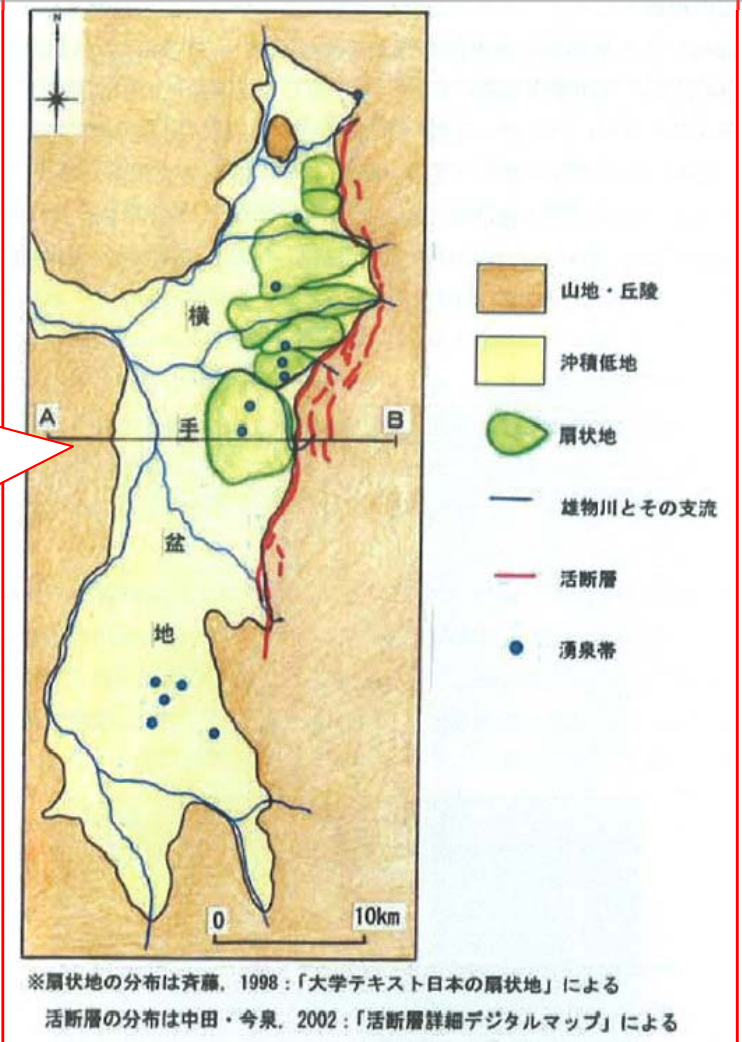 N
横
A
手
B
盆
地
0 10km
山地・丘陵
沖積低地
扇状地
雄物川とその支流
活断層
湧泉帯
※扇状地の分布は斉藤，1998：「大学テキスト日本の扇状地」による
活断層の分布は中田・今泉，2002：「活断層詳細デジタルマップ」による